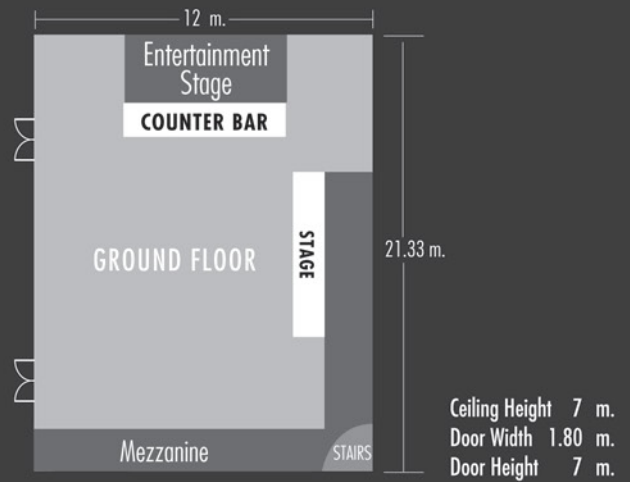 12 m.
Entertainment
Stage
COUNTER BAR
STAGE
GROUND FLOOR
21.33 m.
Mezzanine
STAIRS
Ceiling Height 7 m.
Door Width 1.80 m.
Door Height 7 m.